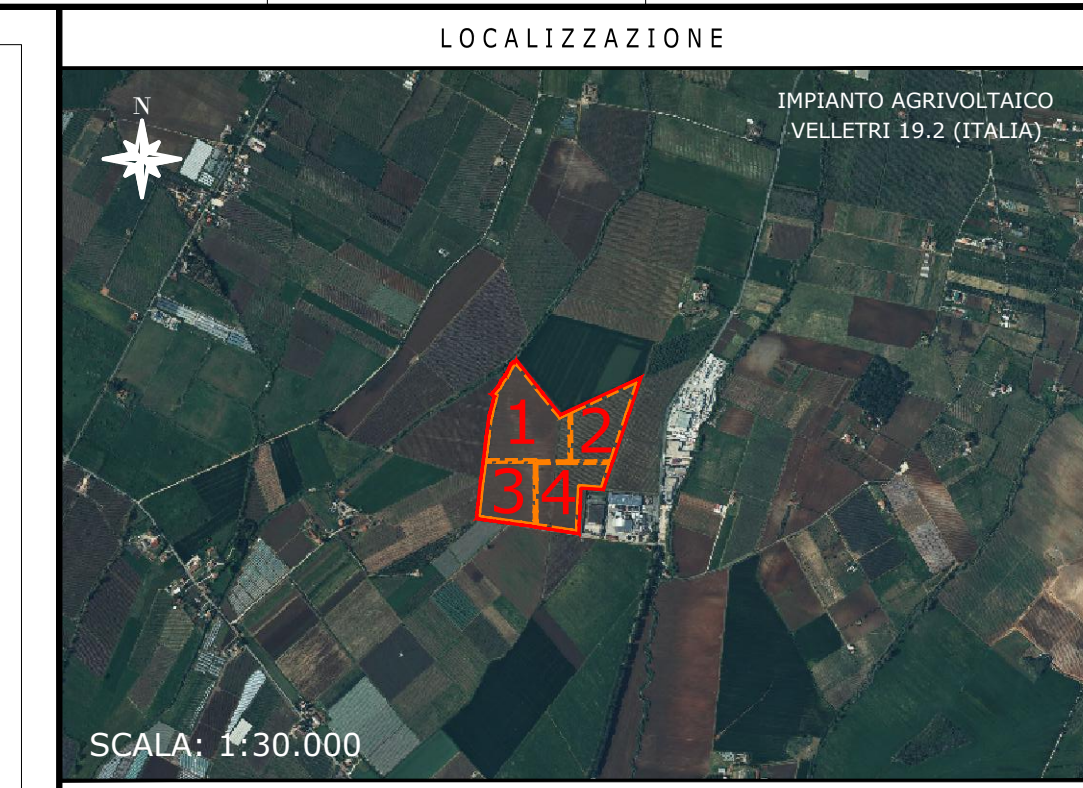 LOCALIZZAZIONE
N
IMPIANTO AGRIVOLTAICO
VELLETRI 19.2 (ITALIA)
1
2
3
4
SCALA: 1:30.000